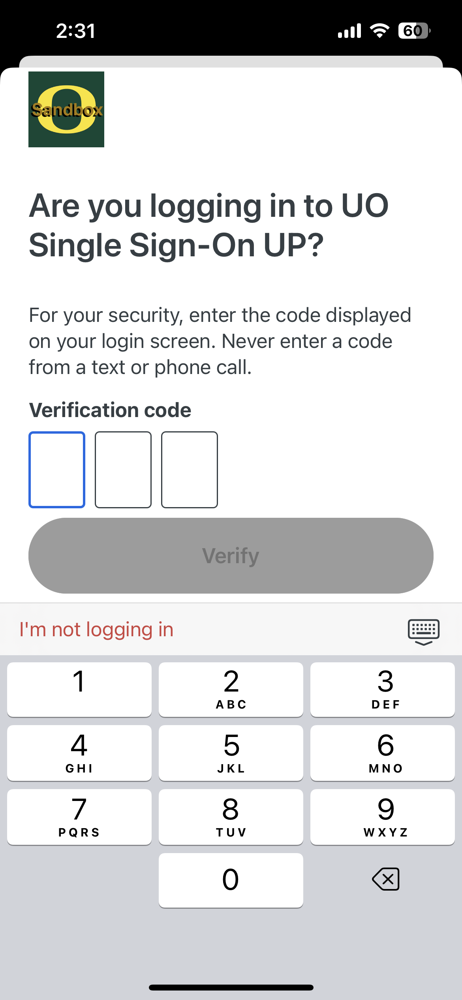 2:31
60
O
Sandbox
Are you logging in to UO
Single Sign-On UP?
For your security, enter the code displayed
on your login screen. Never enter a code
from a text or phone call.
Verification code
Verify
I'm not logging in
1
2
3
ABC
DEF
4
5
6
GHI
JKL
MNO
7
8
9
PQRS
TUV
WXYZ
0